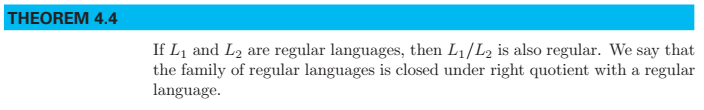 THEOREM 4.4
If L₁ and L₂ are regular languages, then L₁/L₂ is also regular. We say that
the family of regular languages is closed under right quotient with a regular
language.